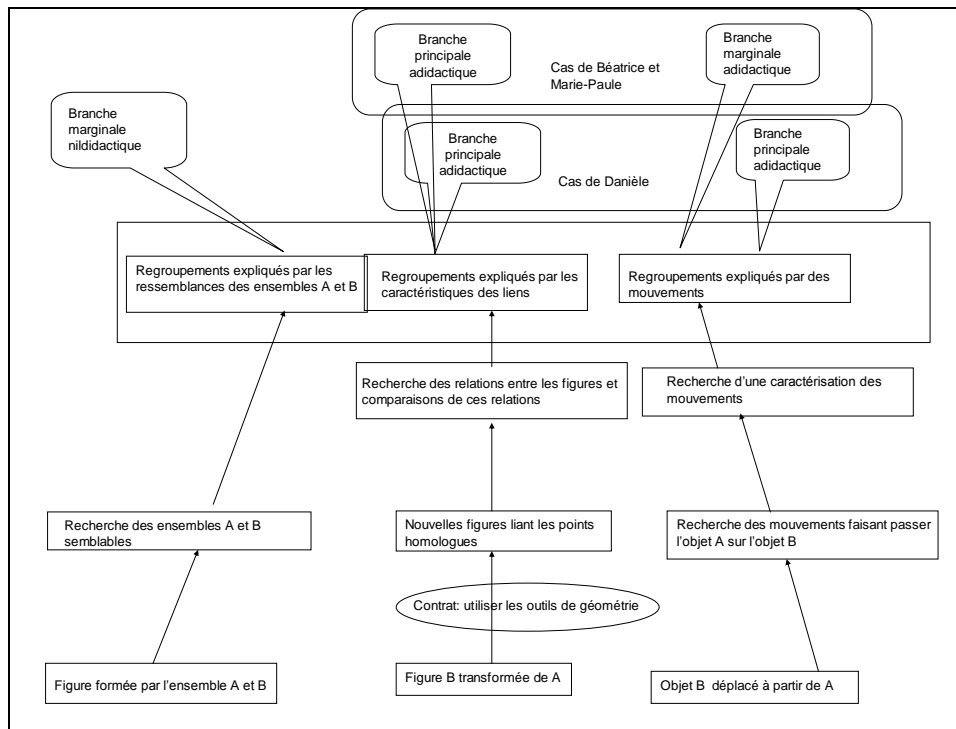 Branche
principale
adidactique
Branche
marginale
adidactique
Cas de Béatrice et
Marie-Paule
Branche
marginale
nildidactique
Branche
principale
adidactique
Branche
principale
adidactique
Cas de Danièle
Regroupements expliqués par les
ressemblances des ensembles A et B
Regroupements expliqués par les
caractéristiques des liens
Regroupements expliqués par des
mouvements
Recherche des relations entre les figures et
comparaisons de ces relations
Recherche d'une caractérisation des
mouvements
Recherche des ensembles A et B
semblables
Nouvelles figures liant les points
homologues
Recherche des mouvements faisant passer
l'objet A sur l'objet B
Contrat: utiliser les outils de géométrie
Figure formée par l'ensemble A et B
Figure B transformée de A
Objet B déplacé à partir de A